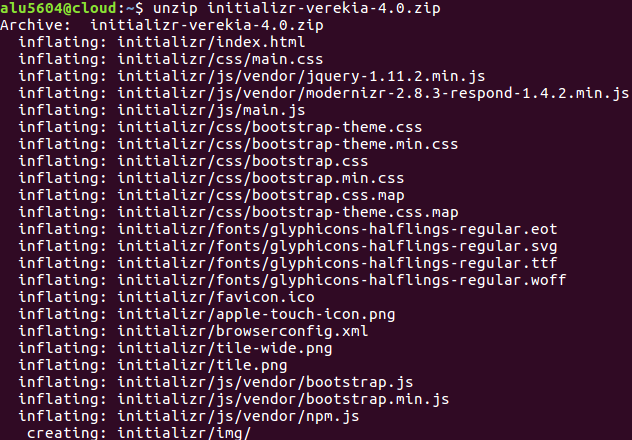 alu5604@cloud:~$ unzip initializr-verekia-4.0.zip
Archive:  initializr-verekia-4.0.zip
  inflating: initializr/index.html
  inflating: initializr/css/main.css
  inflating: initializr/js/vendor/jquery-1.11.2.min.js
  inflating: initializr/js/vendor/modernizr-2.8.3-respond-1.4.2.min.js
  inflating: initializr/js/main.js
  inflating: initializr/css/bootstrap-theme.css
  inflating: initializr/css/bootstrap-theme.min.css
  inflating: initializr/css/bootstrap.css
  inflating: initializr/css/bootstrap.min.css
  inflating: initializr/css/bootstrap.css.map
  inflating: initializr/css/bootstrap-theme.css.map
  inflating: initializr/fonts/glyphicons-halflings-regular.eot
  inflating: initializr/fonts/glyphicons-halflings-regular.svg
  inflating: initializr/fonts/glyphicons-halflings-regular.ttf
  inflating: initializr/fonts/glyphicons-halflings-regular.woff
  inflating: initializr/favicon.ico
  inflating: initializr/apple-touch-icon.png
  inflating: initializr/browserconfig.xml
  inflating: initializr/tile-wide.png
  inflating: initializr/tile.png
  inflating: initializr/js/vendor/bootstrap.js
  inflating: initializr/js/vendor/bootstrap.min.js
  inflating: initializr/js/vendor/npm.js
   creating: initializr/img/